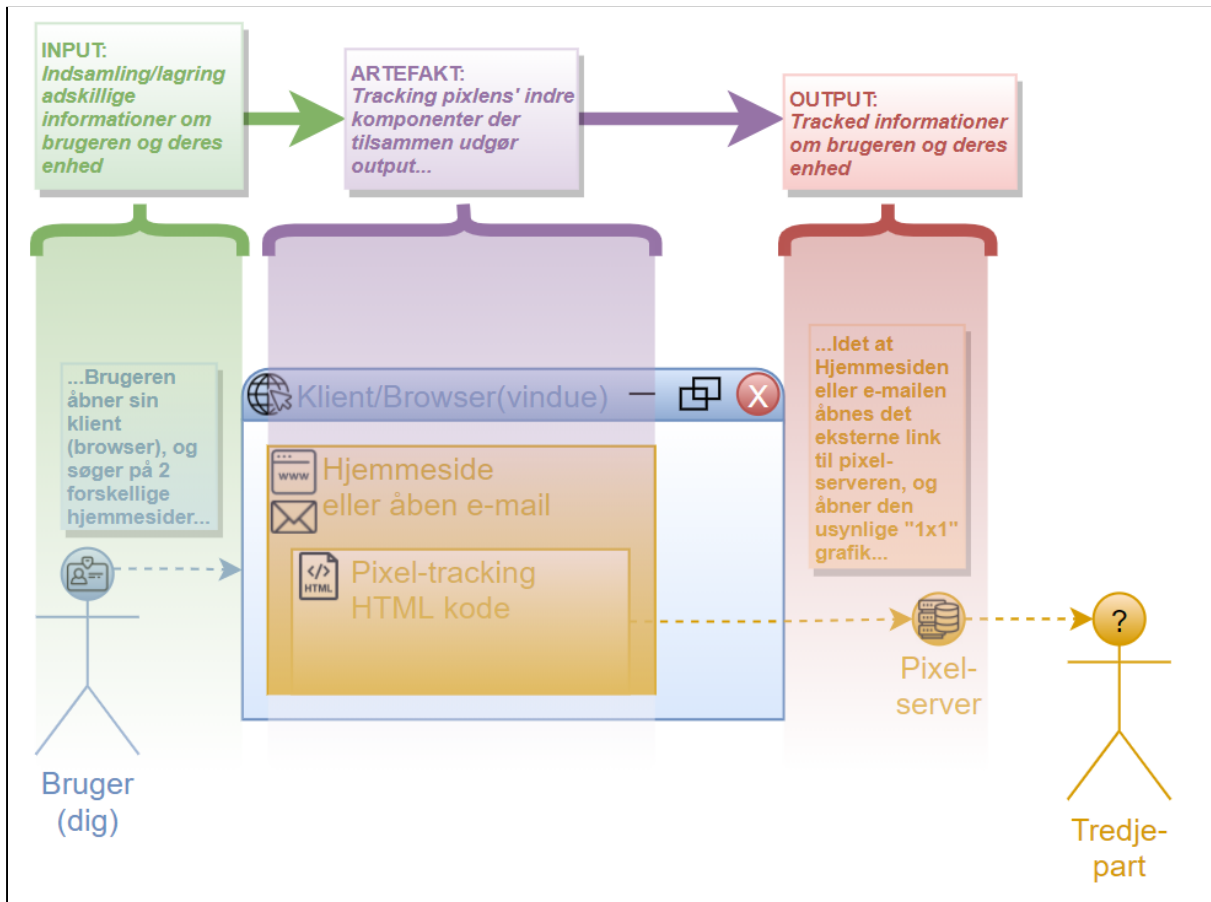 INPUT:
Indsamling/lagring
adskillige
informationer om
brugeren og deres
enhed
ARTEFAKT:
Tracking pixlens' indre
komponenter der
tilsammen udgør
output...
OUTPUT:
Tracked informationer
om brugeren og deres
enhed
...Brugeren
åbner sin
klient
(browser), og
søger på 2
forskellige
hjemmesider...
Klient/Browser(vindue)
X
www
Hjemmeside
eller åben e-mail
</>
HTML
Pixel-tracking
HTML kode
...Idet at
Hjemmesiden
eller e-mailen
åbnes det
eksterne link
til pixel-
serveren, og
åbner den
usynlige "1x1"
grafik...
Pixel-
server
?
Bruger
(dig)
Tredje-
part